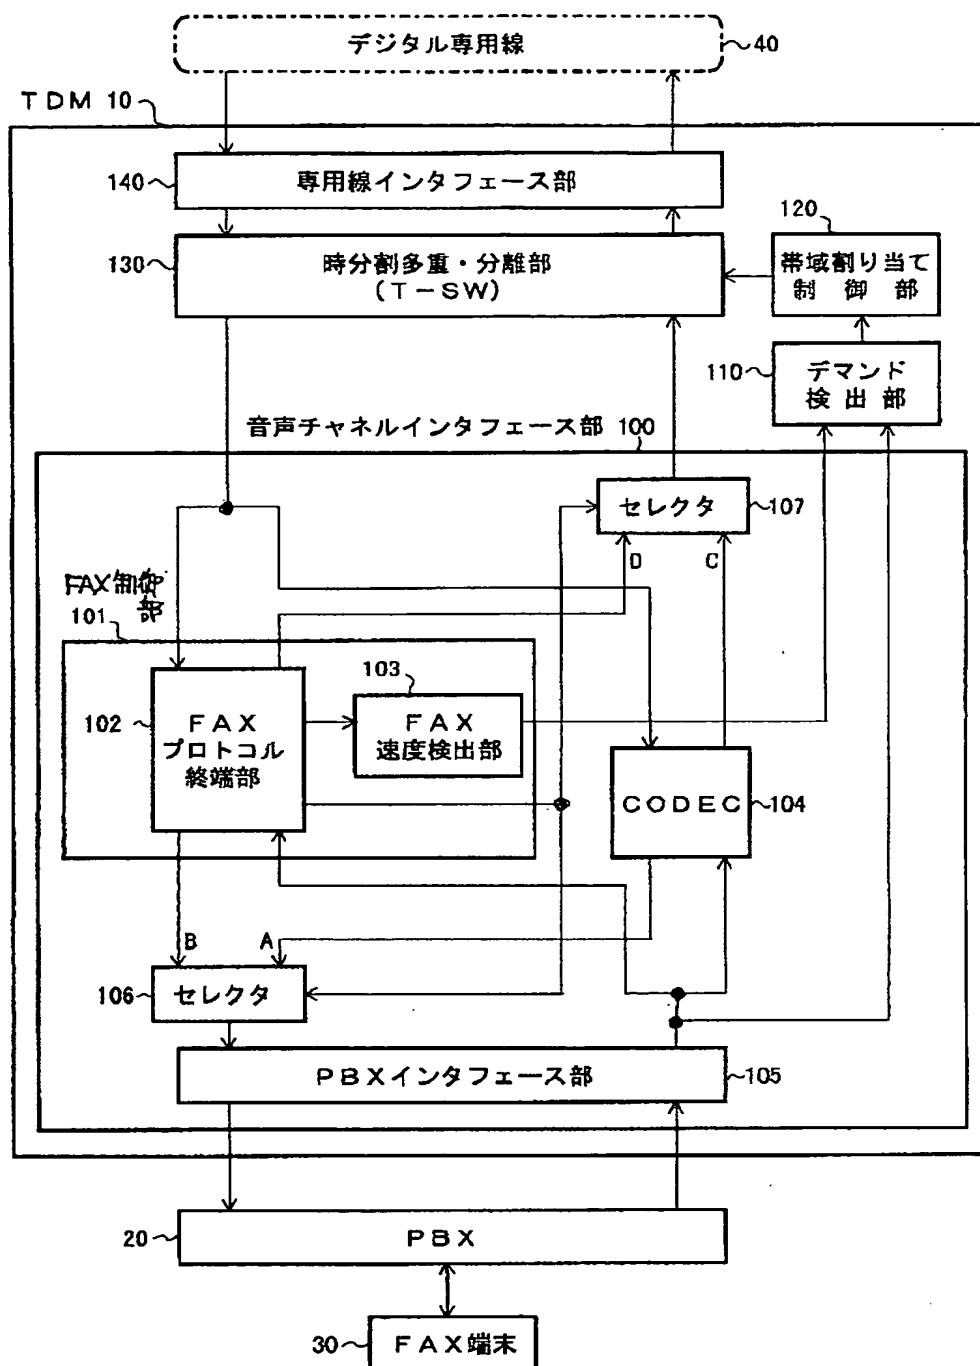 デジタル専用線
40
TDM 10
140
専用線インタフェース部
120
130
時分割多重・分離部
(T-SW)
帯域割り当て
制御部
110
デマンド
検出部
音声チャネルインタフェース部 100
セレクタ
107
D
C
FAX制御
部
101
103
102
FAX
プロトコル
終端部
FAX
速度検出部
CODEC
104
B
A
106
セレクタ
PBXインタフェース部
105
20
PBX
30
FAX端末